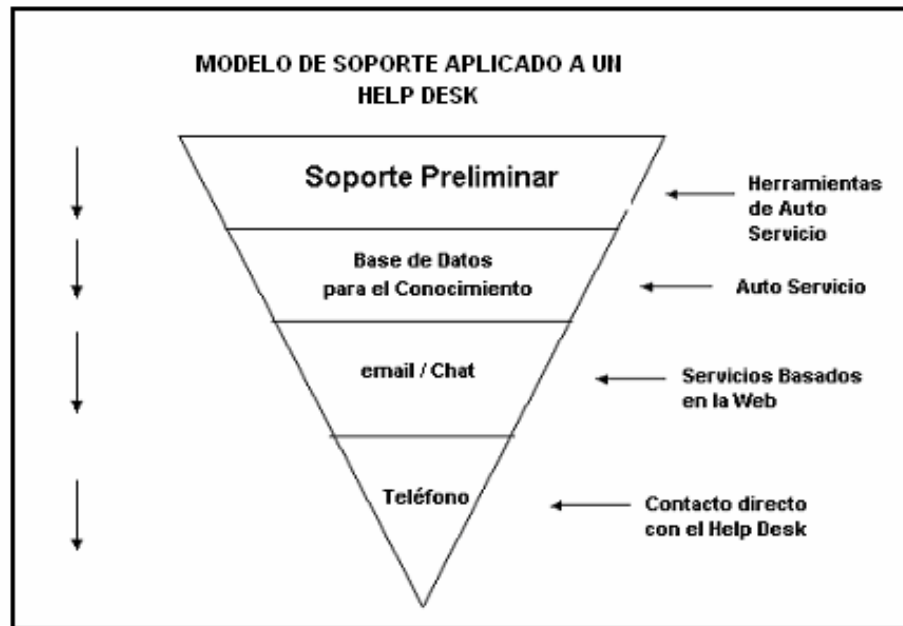 MODELO DE SOPORTE APLICADO A UN
HELP DESK
Soporte Preliminar
Herramientas
de Auto
Servicio
Base de Datos
para el Conocimiento
Auto Servicio
email / Chat
Servicios Basados
en la Web
Teléfono
Contacto directo
con el Help Desk